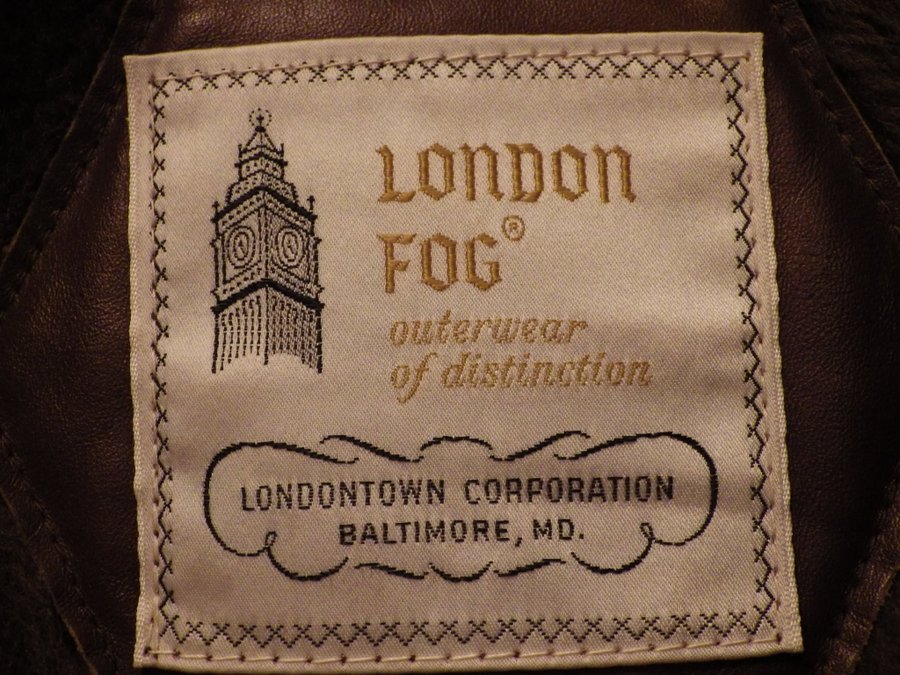 LONDON
FOG®
outerwear
of distinction
LONDONTOWN CORPORATION
BALTIMORE, MD.